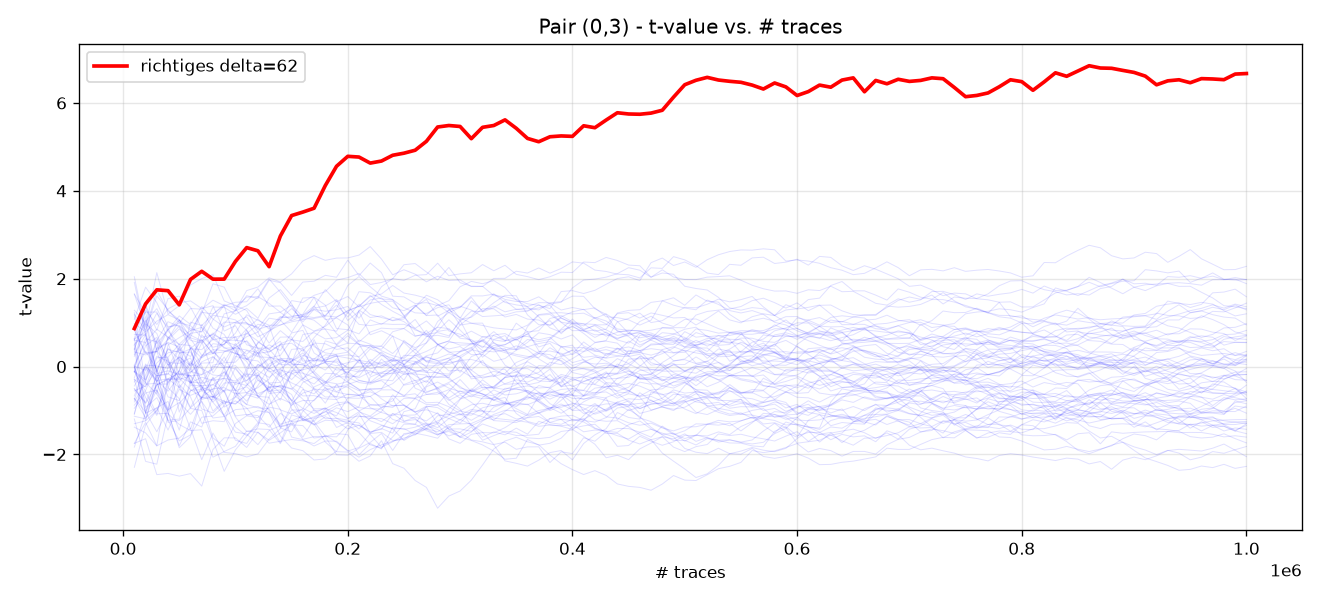 Pair (0,3) - t-value vs. # traces
richtiges delta=62
t-value
6
4
2
0
−2
0.0 0.2 0.4 0.6 0.8 1.0
1e6
# traces